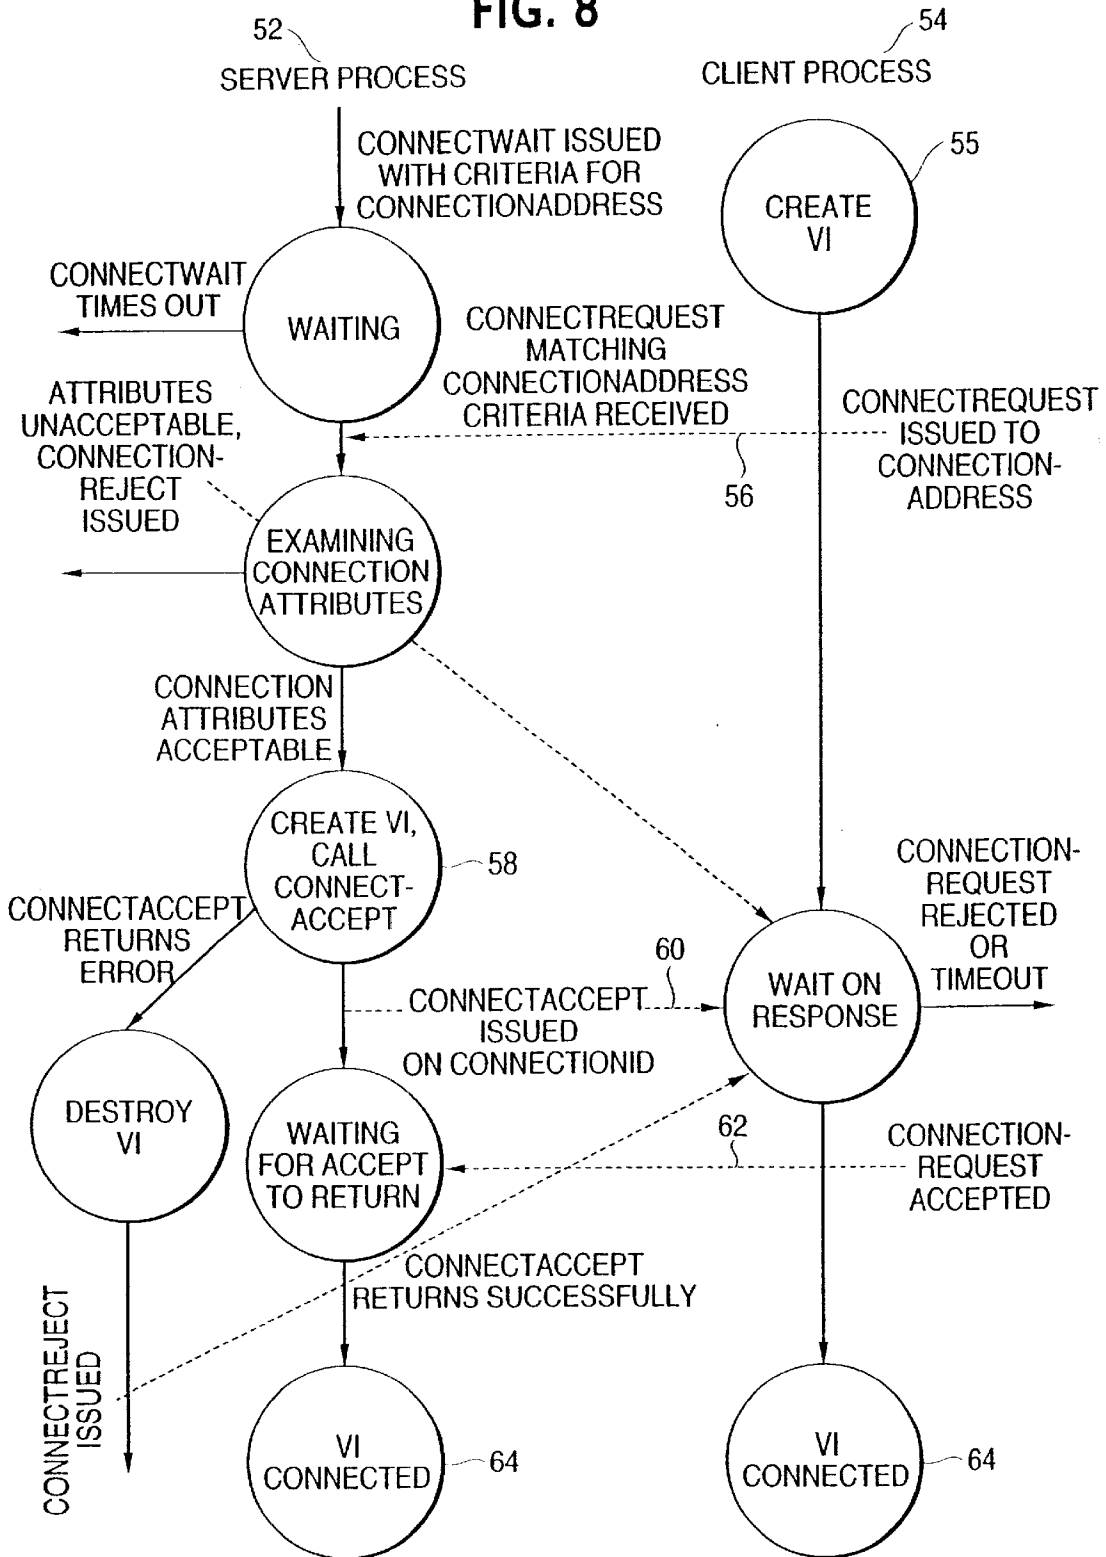 FIG. 8
52
SERVER PROCESS
54
CLIENT PROCESS
CONNECTWAIT ISSUED
WITH CRITERIA FOR
CONNECTIONADDRESS
55
CREATE
VI
CONNECTWAIT
TIMES OUT
WAITING
CONNECTREQUEST
MATCHING
CONNECTIONADDRESS
CRITERIA RECEIVED
CONNECTREQUEST
ISSUED TO
CONNECTION-
ADDRESS
56
ATTRIBUTES
UNACCEPTABLE,
CONNECTION-
REJECT
ISSUED
EXAMINING
CONNECTION
ATTRIBUTES
CONNECTION
ATTRIBUTES
ACCEPTABLE
CREATE VI,
CALL
CONNECT-
ACCEPT
58
CONNECTACCEPT
RETURNS
ERROR
60
CONNECTACCEPT
ISSUED
ON CONNECTIONID
WAIT ON
RESPONSE
CONNECTION-
REQUEST
REJECTED
OR
TIMEOUT
DESTROY
VI
WAITING
FOR ACCEPT
TO RETURN
62
CONNECTION-
REQUEST
ACCEPTED
CONNECTACCEPT
RETURNS SUCCESSFULLY
CONNECTREJECT
ISSUED
VI
CONNECTED
64
VI
CONNECTED
64